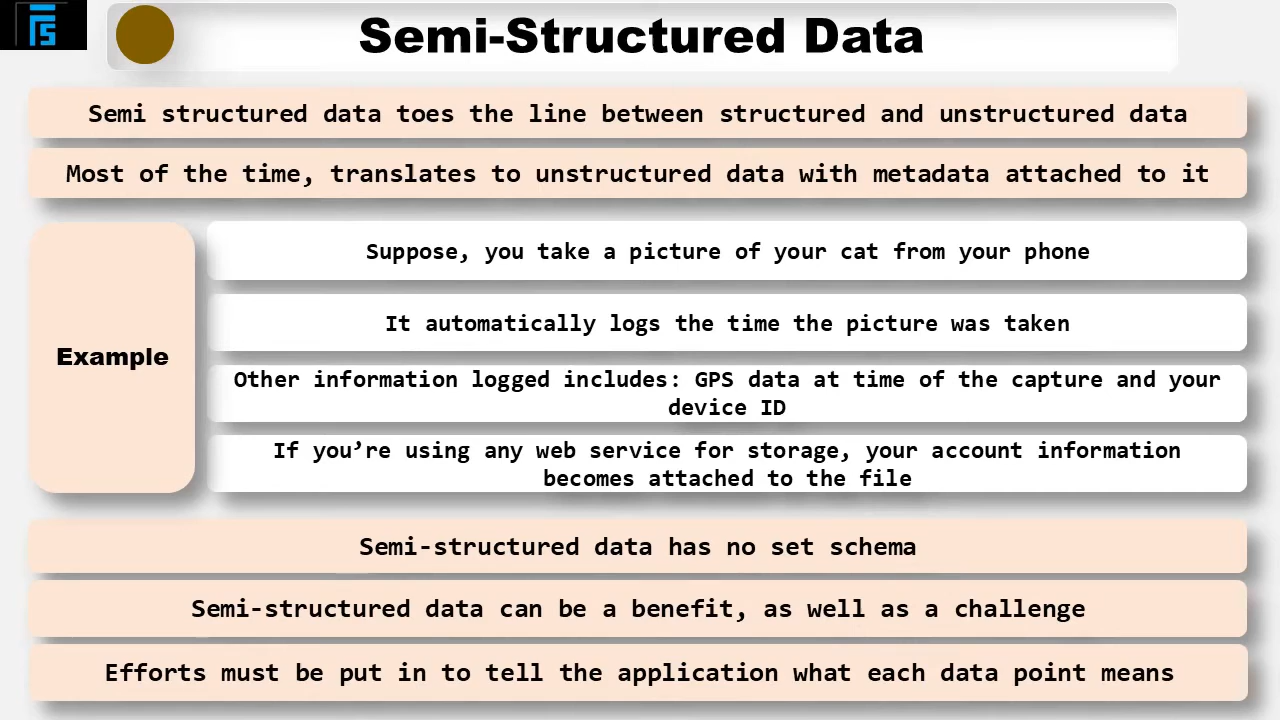 Semi-Structured Data
Semi structured data toes the line between structured and unstructured data
Most of the time, translates to unstructured data with metadata attached to it
Example
Suppose, you take a picture of your cat from your phone
It automatically logs the time the picture was taken
Other information logged includes: GPS data at time of the capture and your
device ID
If you’re using any web service for storage, your account information
becomes attached to the file
Semi-structured data has no set schema
Semi-structured data can be a benefit, as well as a challenge
Efforts must be put in to tell the application what each data point means